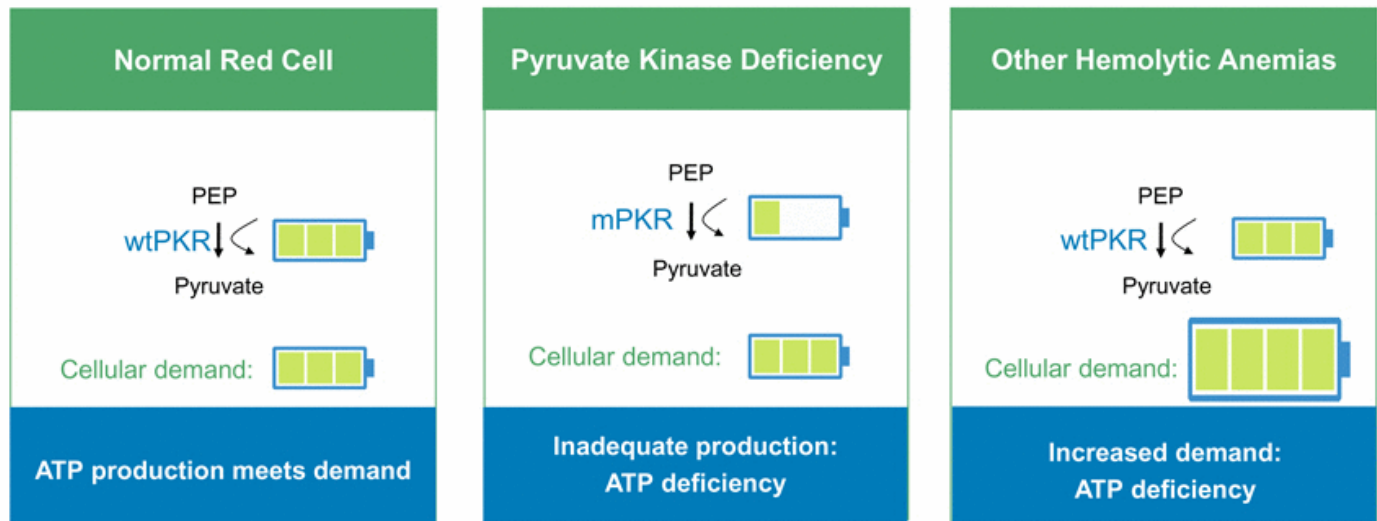 Normal Red Cell
PEP
wtPKR
Pyruvate
Cellular demand:
ATP production meets demand
Pyruvate Kinase Deficiency
PEP
mPKR
Pyruvate
Cellular demand:
Inadequate production:
ATP deficiency
Other Hemolytic Anemias
PEP
wtPKR
Pyruvate
Cellular demand:
Increased demand:
ATP deficiency